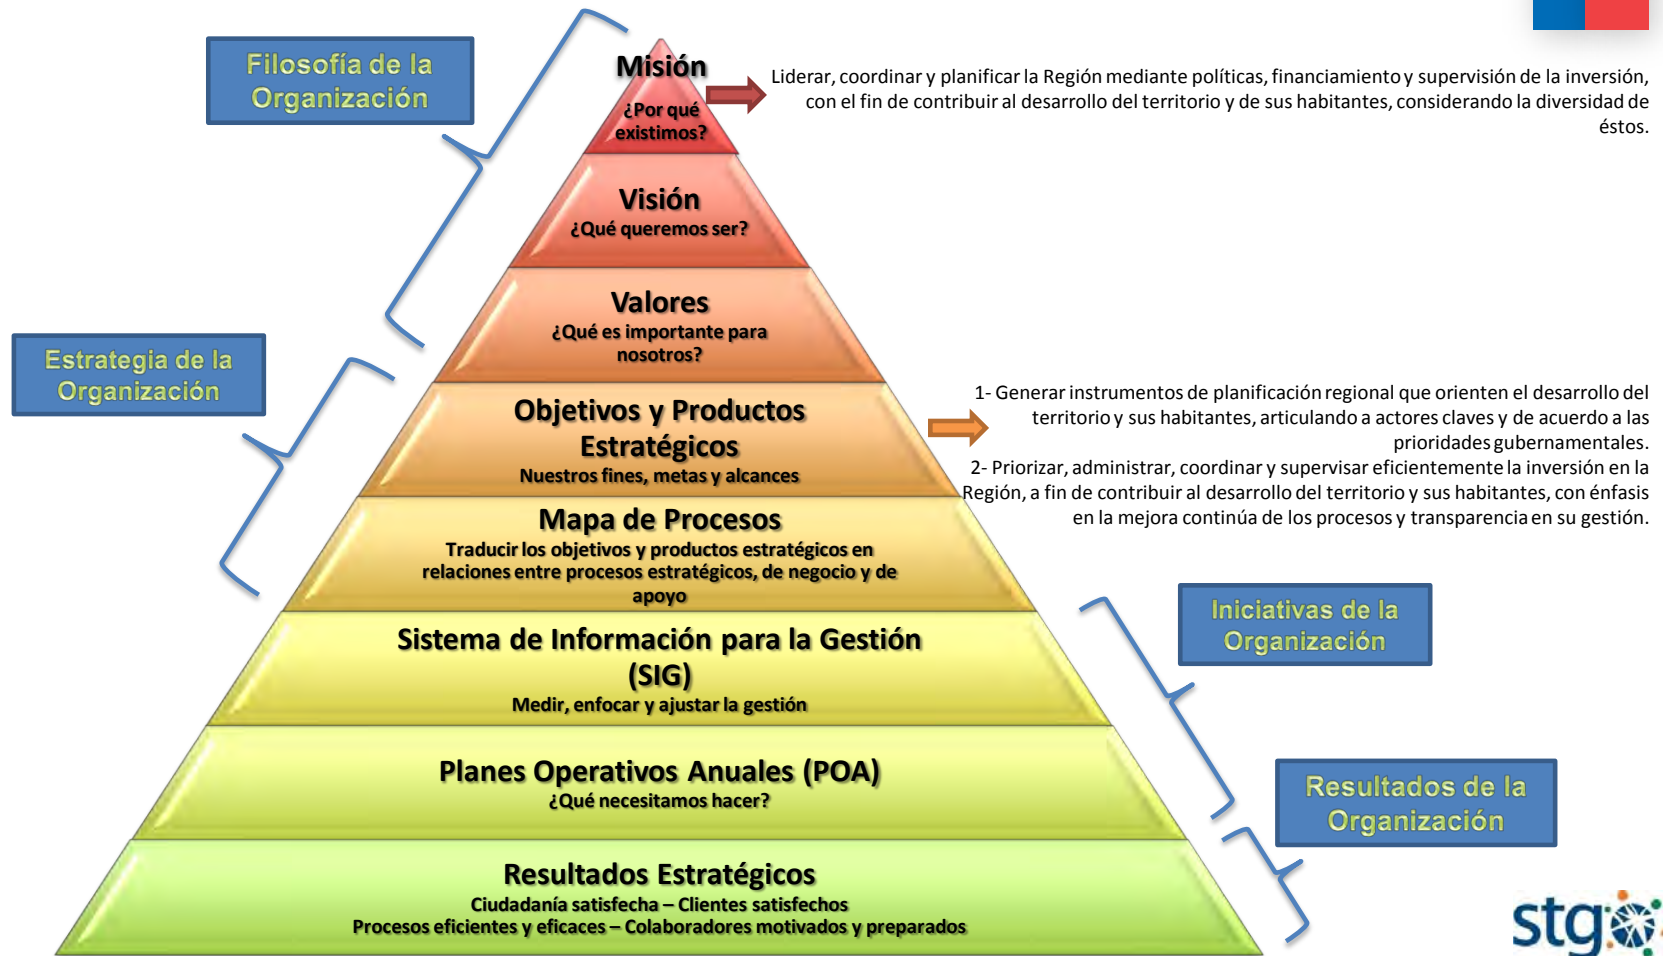 Filosofía de la
Organización
Misión
¿Por qué
existimos?
Liderar, coordinar y planificar la Región mediante políticas, financiamiento y supervisión de la inversión,
con el fin de contribuir al desarrollo del territorio y de sus habitantes, considerando la diversidad de
éstos.
Visión
¿Qué queremos ser?
Valores
¿Qué es importante para
nosotros?
Estrategia de la
Organización
Objetivos y Productos
Estratégicos
Nuestros fines, metas y alcances
1- Generar instrumentos de planificación regional que orienten el desarrollo del
territorio y sus habitantes, articulando a actores claves y de acuerdo a las
prioridades gubernamentales.
2- Priorizar, administrar, coordinar y supervisar eficientemente la inversión en la
Región, a fin de contribuir al desarrollo del territorio y sus habitantes, con énfasis
en la mejora continúa de los procesos y transparencia en su gestión.
Mapa de Procesos
Traducir los objetivos y productos estratégicos en
relaciones entre procesos estratégicos, de negocio y de
apoyo
Iniciativas de la
Organización
Sistema de Información para la Gestión
(SIG)
Medir, enfocar y ajustar la gestión
Planes Operativos Anuales (POA)
¿Qué necesitamos hacer?
Resultados de la
Organización
Resultados Estratégicos
Ciudadanía satisfecha – Clientes satisfechos
Procesos eficientes y eficaces – Colaboradores motivados y preparados
stg